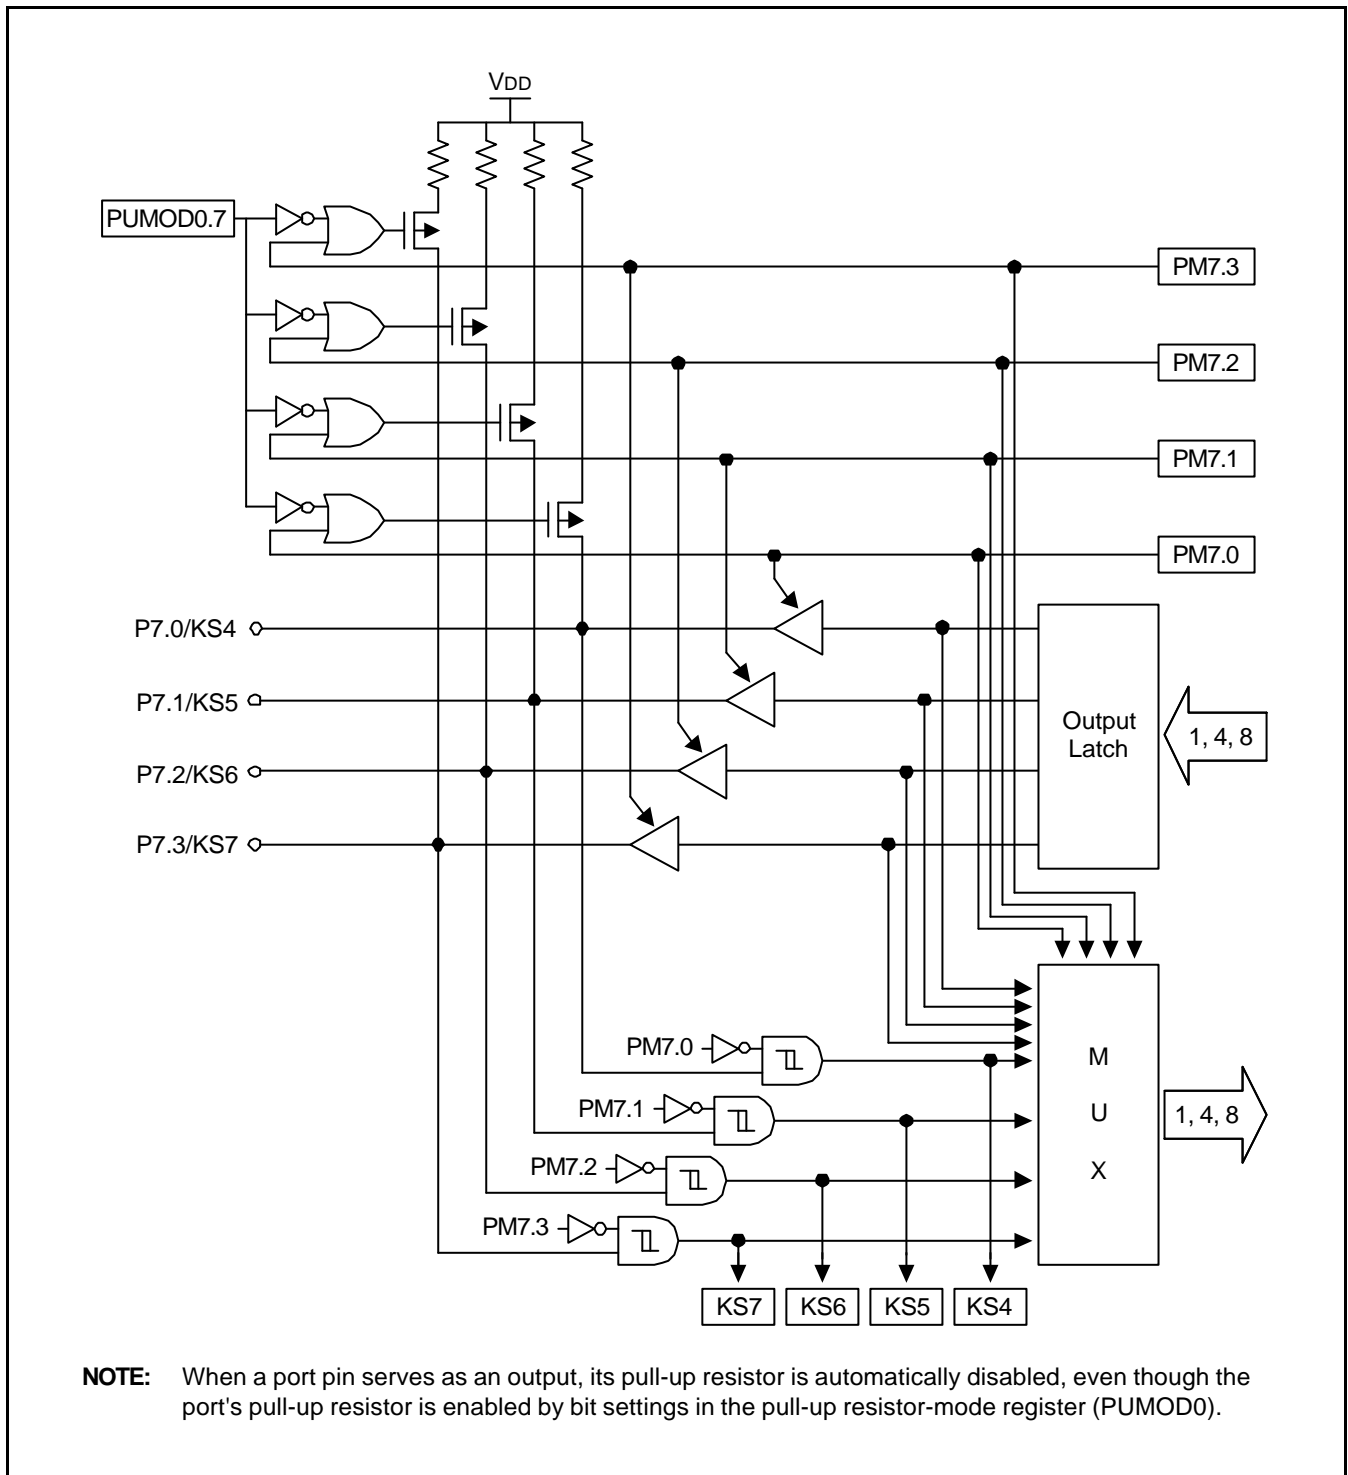 VDD
PUMOD0.7
PM7.3
PM7.2
PM7.1
PM7.0
P7.0/KS4
P7.1/KS5
P7.2/KS6
P7.3/KS7
Output
Latch
1, 4, 8
PM7.0
PM7.1
PM7.2
PM7.3
M
U
X
1, 4, 8
KS7
KS6
KS5
KS4
NOTE: When a port pin serves as an output, its pull-up resistor is automatically disabled, even though the
port's pull-up resistor is enabled by bit settings in the pull-up resistor-mode register (PUMOD0).